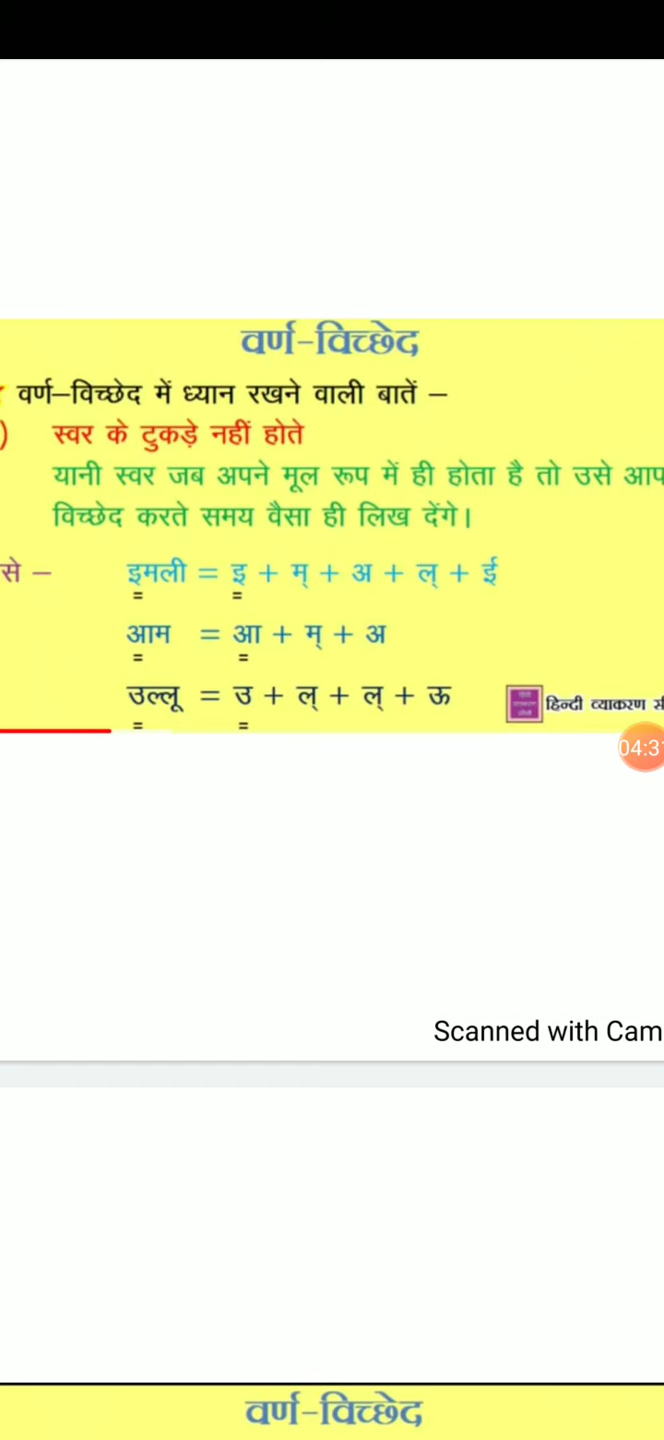 वर्ण-विच्छेद
वर्ण–विच्छेद में ध्यान रखने वाली बातें –
) स्वर के टुकड़े नहीं होते
यानी स्वर जब अपने मूल रूप में ही होता है तो उसे आप
विच्छेद करते समय वैसा ही लिख देंगे।
से – इमली = इ + म् + अ + ल् + ई
आम = आ + म् + अ
उल्लू = उ + ल् + ल् + ऊ
हिन्दी व्याकरण
04:3
Scanned with Cam
वर्ण-विच्छेद